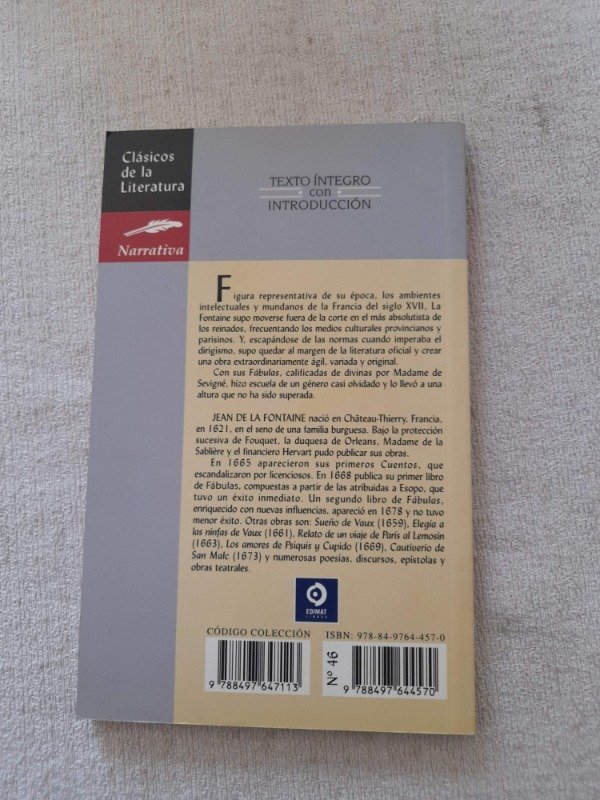 Clásicos
de la
Literatura
Narrativa
TEXTO ÍNTEGRO
con
INTRODUCCIÓN
Figura representativa de su época, los ambientes
intelectuales y mundanos de la Francia del siglo XVII, La
Fontaine supo moverse fuera de la corte en el más absolutista
de los reinados, frecuentando los medios culturales provincianos y
parisinos. Y, escapándose de las normas cuando imperaba el
dirigismo, supo quedar al margen de la literatura oficial y crear
una obra extraordinariamente ágil, variada y original.
Con sus Fábulas, calificadas de divinas por Madame de
Sevigné, hizo escuela de un género casi olvidado y lo llevó a una
altura que no ha sido superada.
JEAN DE LA FONTAINE nació en Château-Thierry, Francia,
en 1621, en el seno de una familia burguesa. Bajo la protección
sucesiva de Fouquet, la duquesa de Orleans, Madame de la
Sablière y el financiero Hervart pudo publicar sus obras.
En 1665 aparecieron sus primeros Cuentos, que
escandalizaron por licenciosos. En 1668 publica su primer libro
de Fábulas, compuestas a partir de las atribuidas a Esopo, que
tuvo un éxito inmediato. Un segundo libro de Fábulas,
enriquecido con nuevas influencias, apareció en 1678 y no tuvo
menor éxito. Otras obras son: Sueño de Vaux (1659), Elegía a
las ninfas de Vaux (1661), Relato de un viaje de París al Lemosin
(1663), Los amores de Psiquis y Cupido (1669), Cautiverio de
San Malc (1673) y numerosas poesías, discursos, epístolas y
obras teatrales.
EDIMAT
LIBROS
CÓDIGO COLECCIÓN
ISBN: 978-84-9764-457-0
9 788497 647113
Nº 46
9 788497 644570